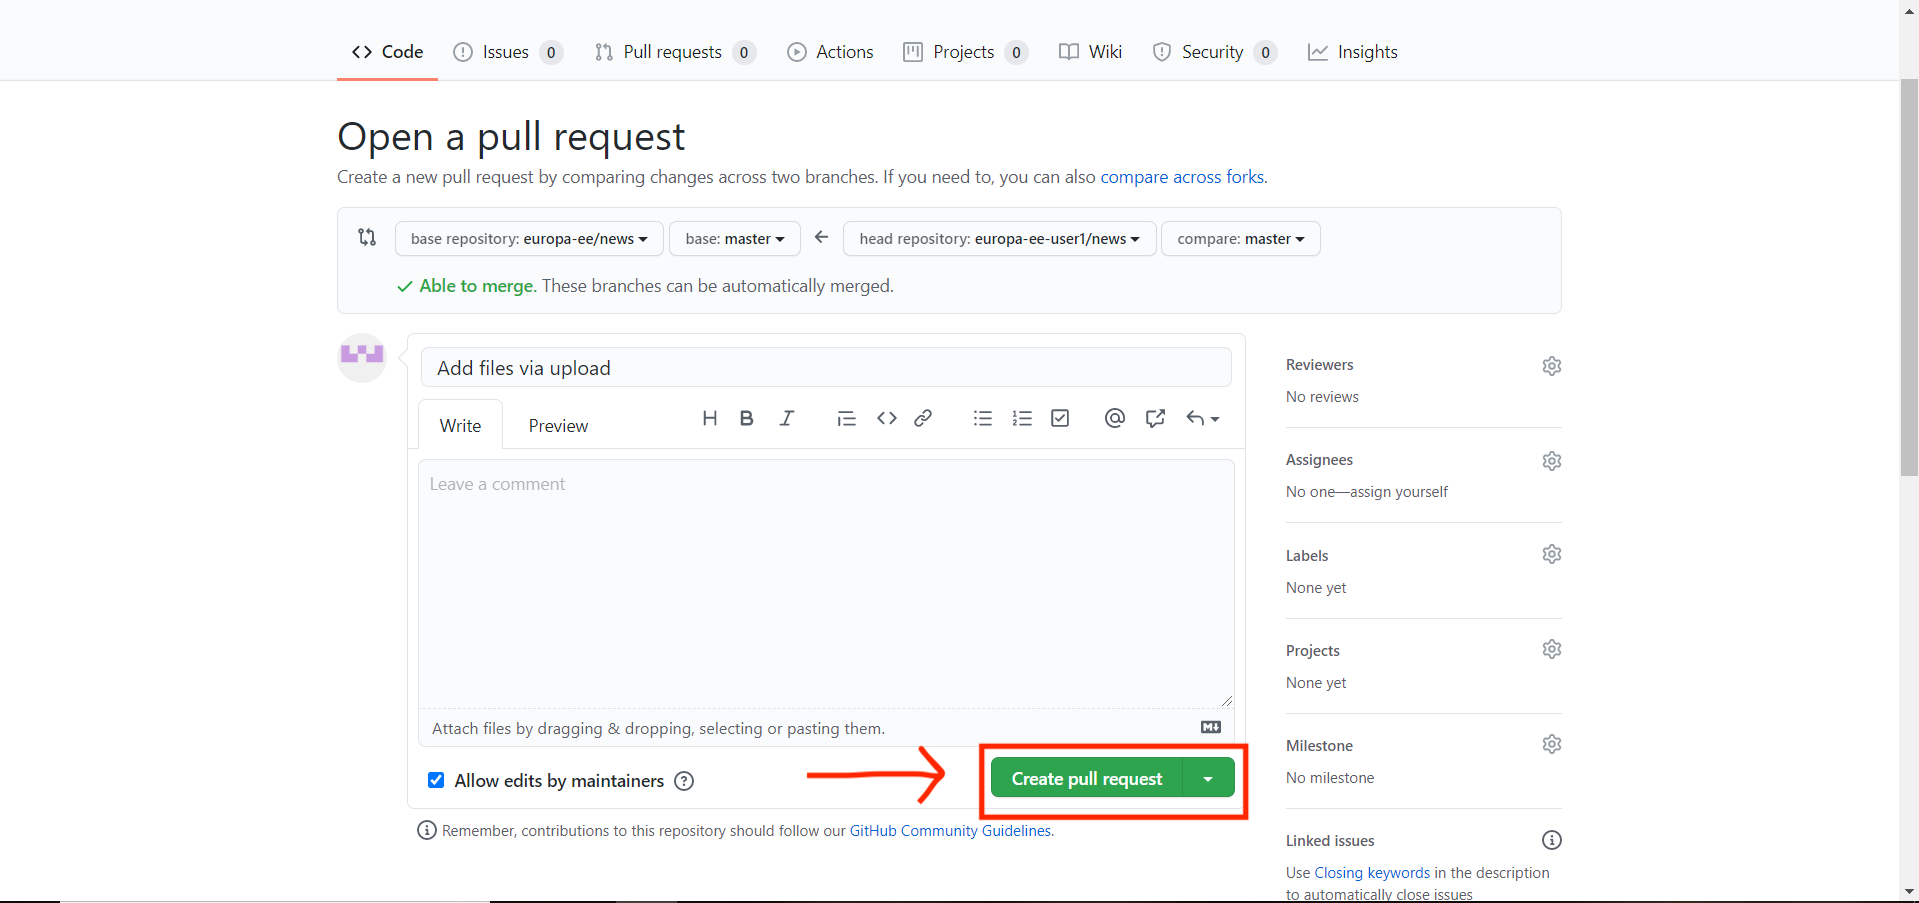 Code Issues 0 Pull requests 0 Actions Projects 0 Wiki Security 0 Insights
Open a pull request
Create a new pull request by comparing changes across two branches. If you need to, you can also compare across forks.
base repository: europa-ee/news base: master head repository: europa-ee-user1/news compare: master
Able to merge. These branches can be automatically merged.
Add files via upload
Write Preview H B I
Leave a comment
Attach files by dragging & dropping, selecting or pasting them. M
Allow edits by maintainers ? Create pull request
Remember, contributions to this repository should follow our GitHub Community Guidelines.
Reviewers
No reviews
Assignees
No one—assign yourself
Labels
None yet
Projects
None yet
Milestone
No milestone
Linked issues
Use Closing keywords in the description
to automatically close issues